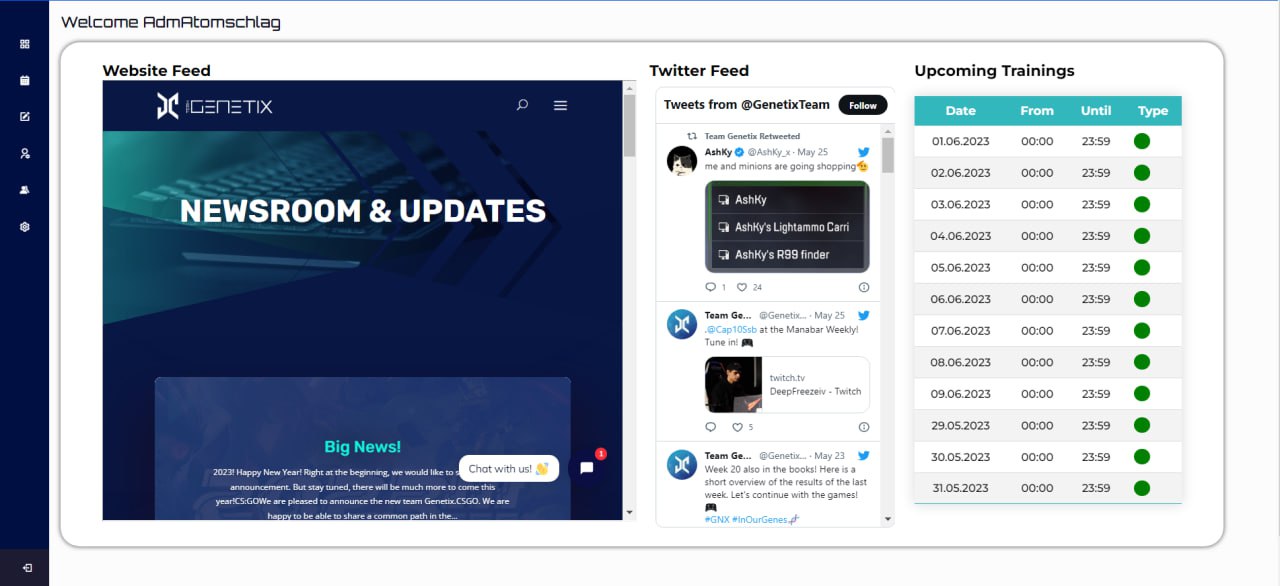 Welcome AdmAtomschlag
Website Feed
GENETIX
NEWSROOM & UPDATES
Big News!
2023! Happy New Year! Right at the beginning, we would like to
announcement. But stay tuned, there will be much more to come this
year!CS:GOWe are pleased to announce the new team Genetix.CSGO. We are
happy to be able to share a common path in the...
Chat with us! 👋
1
Twitter Feed
Tweets from @GenetixTeam
Follow
Team Genetix Retweeted
AshKy @AshKy_x · May 25
me and minions are going shopping🫡
AshKy
AshKy's Lightammo Carri
AshKy's R99 finder
1 24
Team Ge... @Genetix... · May 25
.@Cap10Ssb at the Manabar Weekly!
Tune in! 🎮
twitch.tv
DeepFreezeiv - Twitch
5
Team Ge... @Genetix... · May 23
Week 20 also in the books! Here is a
short overview of the results of the last
week. Let's continue with the games!
🎮
#GNX #InOurGenes🧬
Upcoming Trainings
Date From Until Type
01.06.2023 00:00 23:59
02.06.2023 00:00 23:59
03.06.2023 00:00 23:59
04.06.2023 00:00 23:59
05.06.2023 00:00 23:59
06.06.2023 00:00 23:59
07.06.2023 00:00 23:59
08.06.2023 00:00 23:59
09.06.2023 00:00 23:59
29.05.2023 00:00 23:59
30.05.2023 00:00 23:59
31.05.2023 00:00 23:59